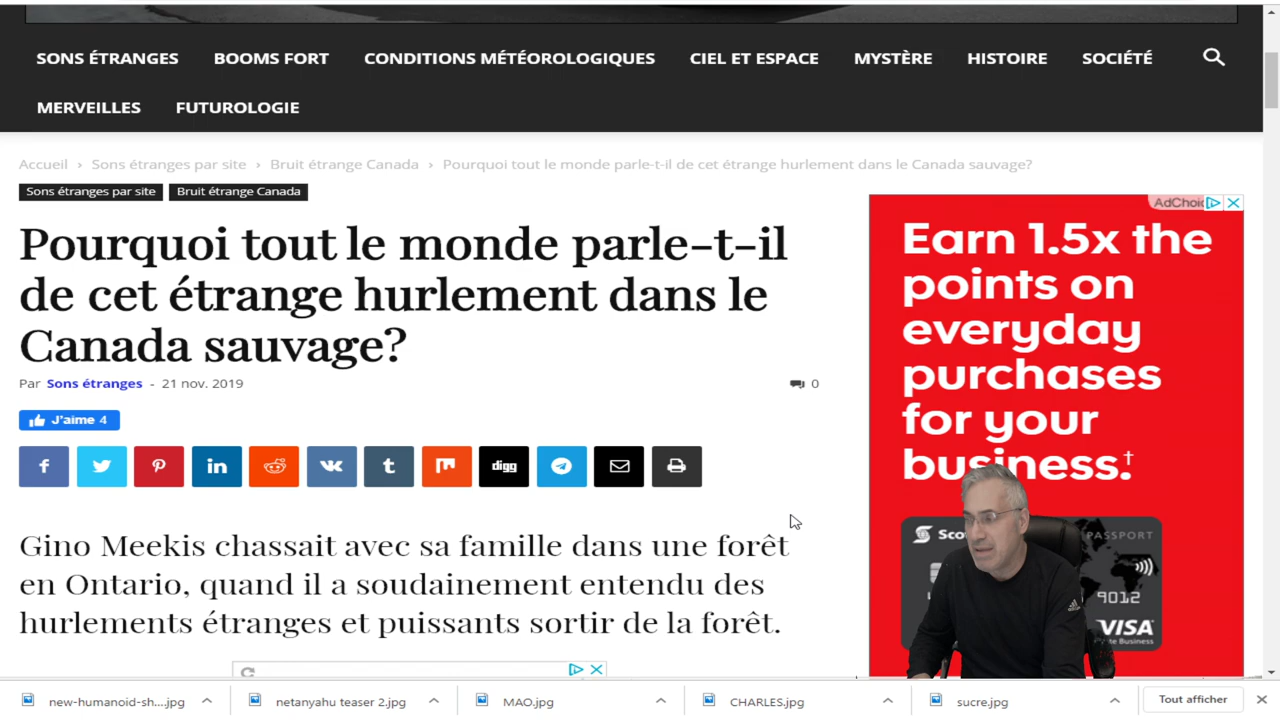 SONS ÉTRANGES BOOMS FORT CONDITIONS MÉTÉOROLOGIQUES CIEL ET ESPACE MYSTÈRE HISTOIRE SOCIÉTÉ
MERVEILLES FUTUROLOGIE
Accueil › Sons étranges par site › Bruit étrange Canada › Pourquoi tout le monde parle-t-il de cet étrange hurlement dans le Canada sauvage?
Sons étranges par site Bruit étrange Canada
Pourquoi tout le monde parle-t-il
de cet étrange hurlement dans le
Canada sauvage?
Par Sons étranges - 21 nov. 2019 0
J'aime 4
digg
Gino Meekis chassait avec sa famille dans une forêt
en Ontario, quand il a soudainement entendu des
hurlements étranges et puissants sortir de la forêt.
Earn 1.5x the
points on
everyday
purchases
for your
business.†
PASSPORT
9012
VISA
new-humanoid-sh....jpg netanyahu teaser 2.jpg MAO.jpg CHARLES.jpg sucre.jpg Tout afficher